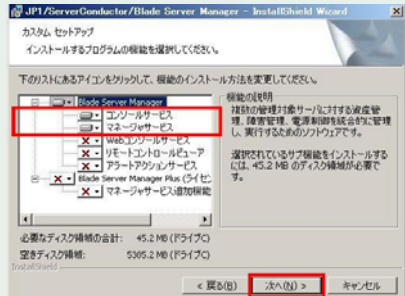 JP1/ServerConductor/Blade Server Manager - InstallShield Wizard
カスタム セットアップ
インストールするプログラムの機能を選択してください。
下のリストにあるアイコンをクリックして、機能のインストール方法を変更してください。
Blade Server Manager
コンソールサービス
マネージャサービス
Webコンソールサービス
リモートコントロールビューア
アラートアクションサービス
Blade Server Manager Plus (ライセン
マネージャサービス追加機能
機能の説明
複数の管理対象サーバに対する資産管
理、障害管理、電源制御を統合的に管理
し、実行するためのソフトウェアです。
選択されているサブ機能をインストールする
には、45.2 MB のディスク領域が必要で
す。
必要なディスク領域の合計: 45.2 MB (ドライブC)
空きディスク領域: 5305.2 MB (ドライブC)
InstallShield
< 戻る(B)
次へ(N) >
キャンセル